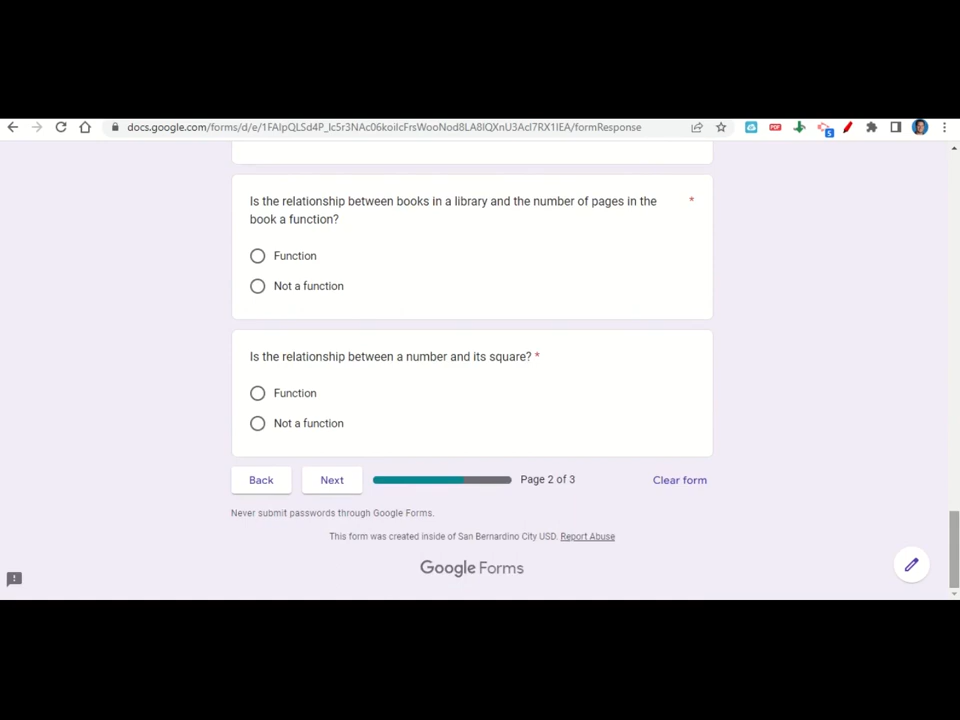 docs.google.com/forms/d/e/1FAIpQLSd4P_Ic5r3NAc06koiIcFrsWooNod8LA8IQXnU3AcI7RX1IEA/formResponse
PDF
5
Is the relationship between books in a library and the number of pages in the *
book a function?
Function
Not a function
Is the relationship between a number and its square? *
Function
Not a function
Back Next Page 2 of 3 Clear form
Never submit passwords through Google Forms.
This form was created inside of San Bernardino City USD. Report Abuse
Google Forms